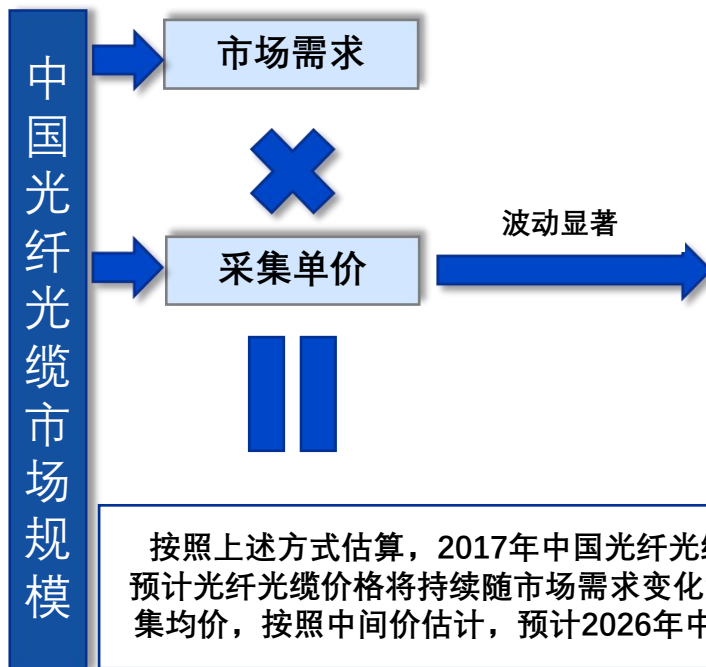 中国光纤光缆市场规模
市场需求
采集单价
波动显著
按照上述方式估算，2017年中国光纤光
预计光纤光缆价格将持续随市场需求变化
集均价，按照中间价估计，预计2026年中